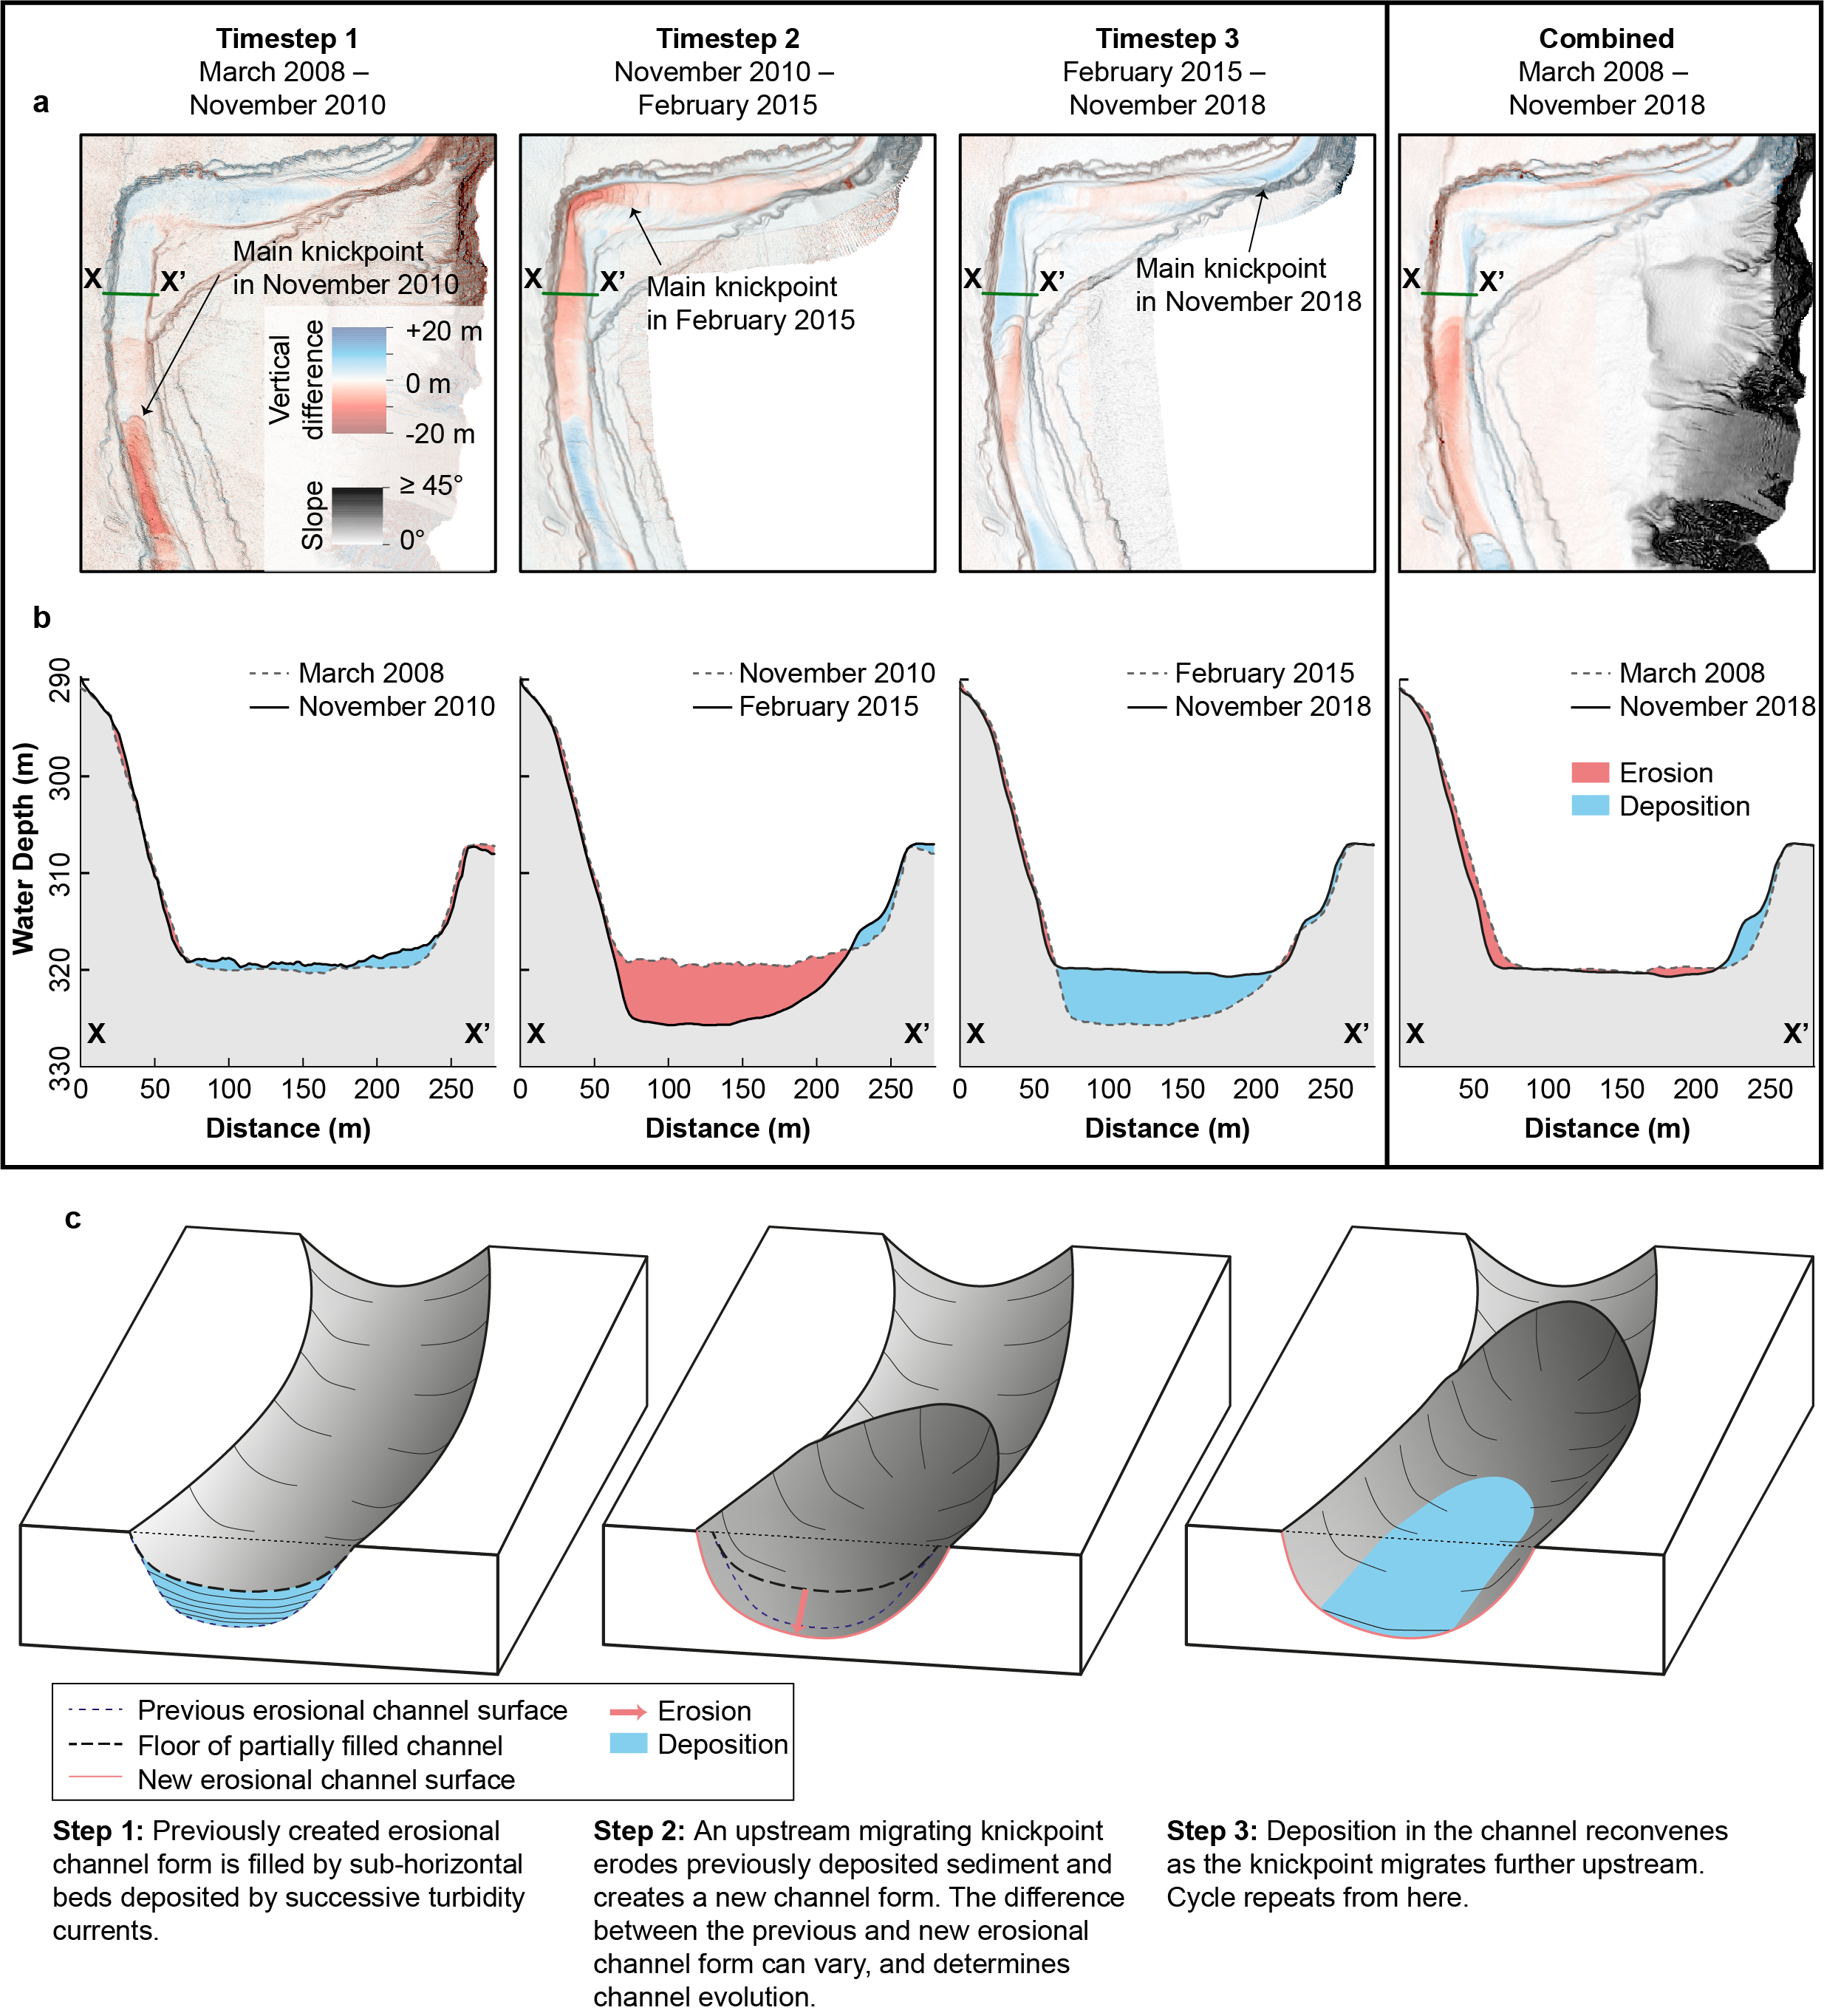 Timestep 1
March 2008 –
November 2010
Timestep 2
November 2010 –
February 2015
Timestep 3
February 2015 –
November 2018
Combined
March 2008 –
November 2018
a
Main knickpoint
in November 2010
X X’
Vertical
difference
+20 m
0 m
-20 m
Slope
≥ 45°
0°
X X’
Main knickpoint
in February 2015
X X’
Main knickpoint
in November 2018
X X’
b
Water Depth (m)
290
300
310
320
330
March 2008
November 2010
X X’
0 50 100 150 200 250
Distance (m)
November 2010
February 2015
X X’
0 50 100 150 200 250
Distance (m)
February 2015
November 2018
X X’
0 50 100 150 200 250
Distance (m)
March 2008
November 2018
Erosion
Deposition
X X’
50 100 150 200 250
Distance (m)
c
Previous erosional channel surface
Floor of partially filled channel
New erosional channel surface
Erosion
Deposition
Step 1: Previously created erosional
channel form is filled by sub-horizontal
beds deposited by successive turbidity
currents.
Step 2: An upstream migrating knickpoint
erodes previously deposited sediment and
creates a new channel form. The difference
between the previous and new erosional
channel form can vary, and determines
channel evolution.
Step 3: Deposition in the channel reconvenes
as the knickpoint migrates further upstream.
Cycle repeats from here.